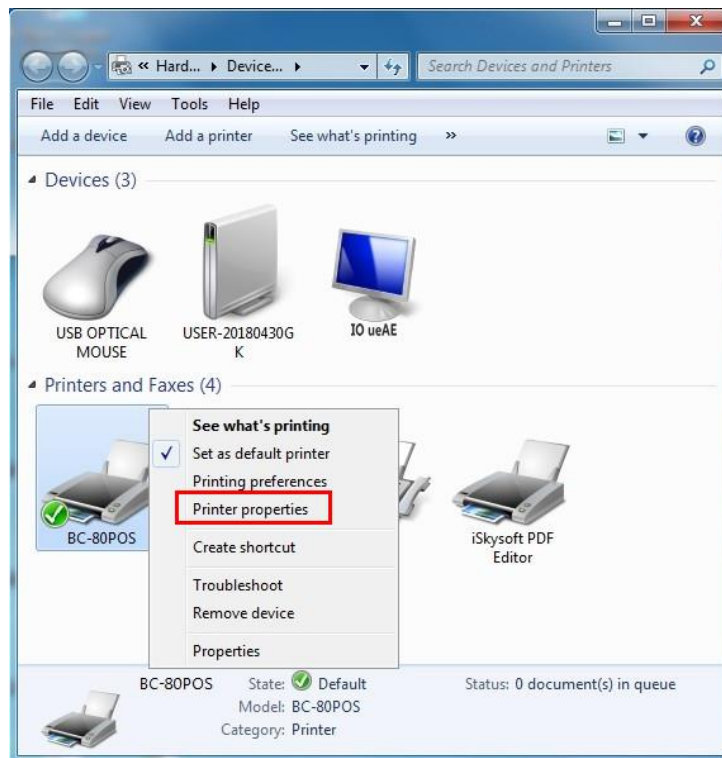 « Hard... ▸ Device... ▸
Search Devices and Printers
File Edit View Tools Help
Add a device Add a printer See what's printing »
Devices (3)
USB OPTICAL
MOUSE
USER-20180430G
K
IO ueAE
Printers and Faxes (4)
BC-80POS
See what's printing
Set as default printer
Printing preferences
Printer properties
Create shortcut
Troubleshoot
Remove device
Properties
iSkysoft PDF
Editor
BC-80POS State: Default Status: 0 document(s) in queue
Model: BC-80POS
Category: Printer